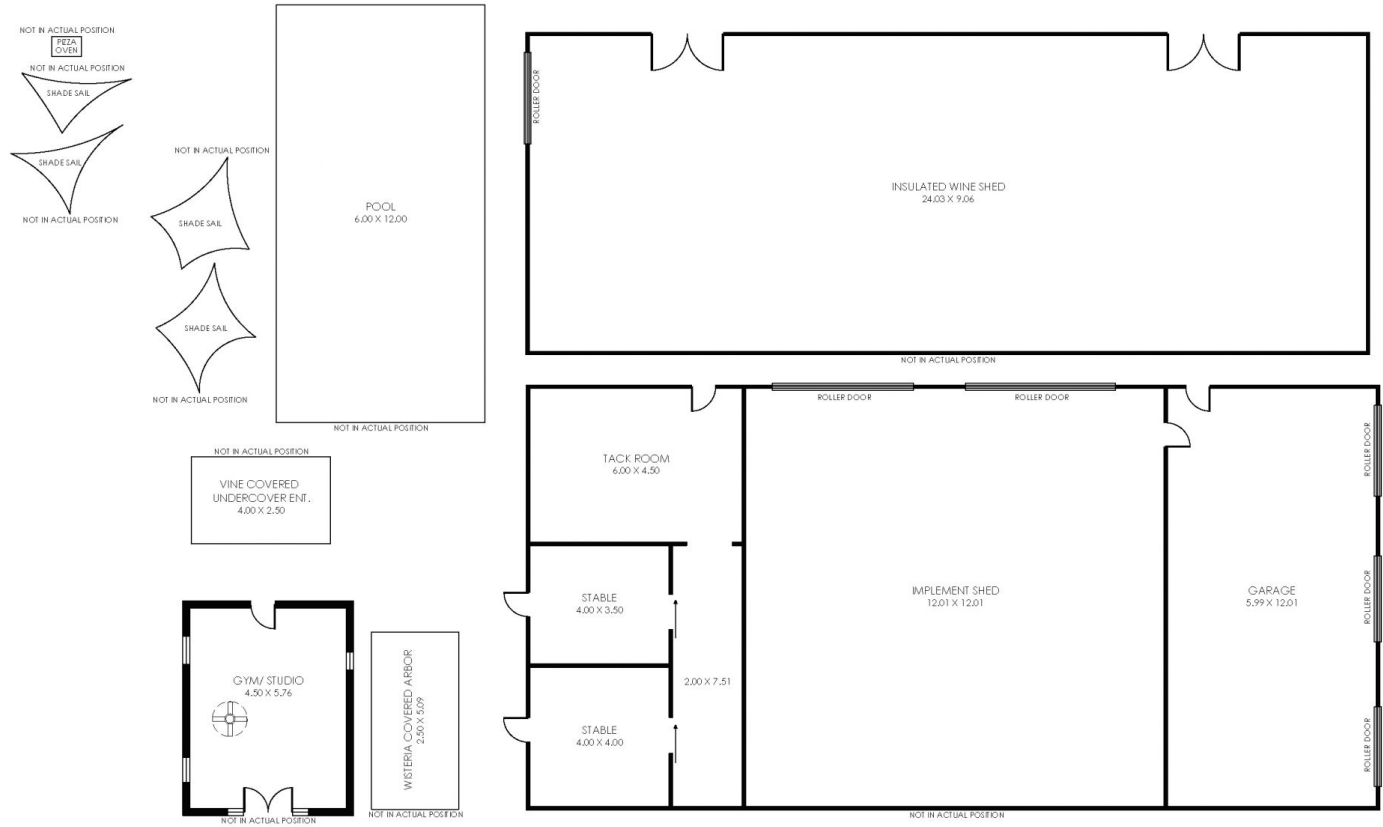 NOT IN ACTUAL POSITION
PIZZA
OVEN
NOT IN ACTUAL POSITION
SHADE SAIL
SHADE SAIL
NOT IN ACTUAL POSITION
NOT IN ACTUAL POSITION
SHADE SAIL
SHADE SAIL
NOT IN ACTUAL POSITION
POOL
6.00 X 12.00
NOT IN ACTUAL POSITION
ROLLER DOOR
INSULATED WINE SHED
24.03 X 9.06
NOT IN ACTUAL POSITION
NOT IN ACTUAL POSITION
VINE COVERED
UNDERCOVER ENT.
4.00 X 2.50
GYM/ STUDIO
4.50 X 5.76
NOT IN ACTUAL POSITION
WISTERIA COVERED ARBOR
2.50 X 5.09
NOT IN ACTUAL POSITION
TACK ROOM
6.00 X 4.50
STABLE
4.00 X 3.50
STABLE
4.00 X 4.00
2.00 X 7.51
ROLLER DOOR
ROLLER DOOR
IMPLEMENT SHED
12.01 X 12.01
GARAGE
5.99 X 12.01
ROLLER DOOR
ROLLER DOOR
ROLLER DOOR
NOT IN ACTUAL POSITION